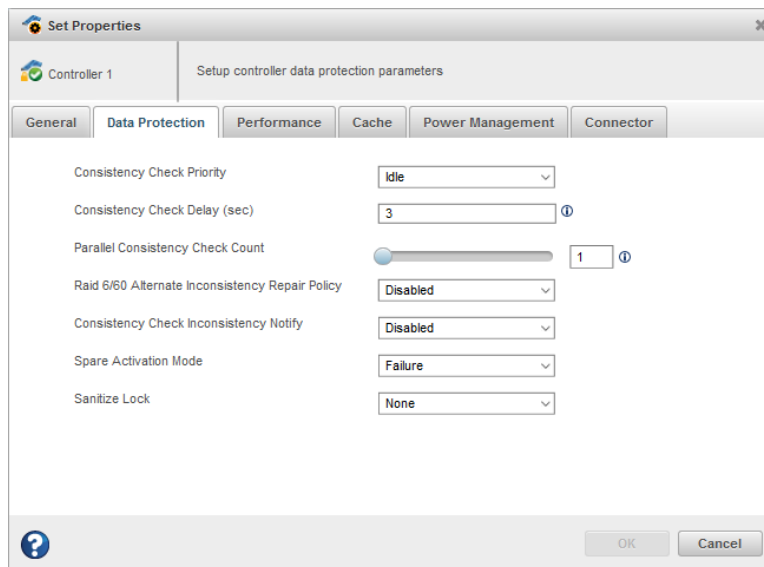 Set Properties
Controller 1
Setup controller data protection parameters
General
Data Protection
Performance
Cache
Power Management
Connector
Consistency Check Priority
Idle
Consistency Check Delay (sec)
3
Parallel Consistency Check Count
1
Raid 6/60 Alternate Inconsistency Repair Policy
Disabled
Consistency Check Inconsistency Notify
Disabled
Spare Activation Mode
Failure
Sanitize Lock
None
OK
Cancel